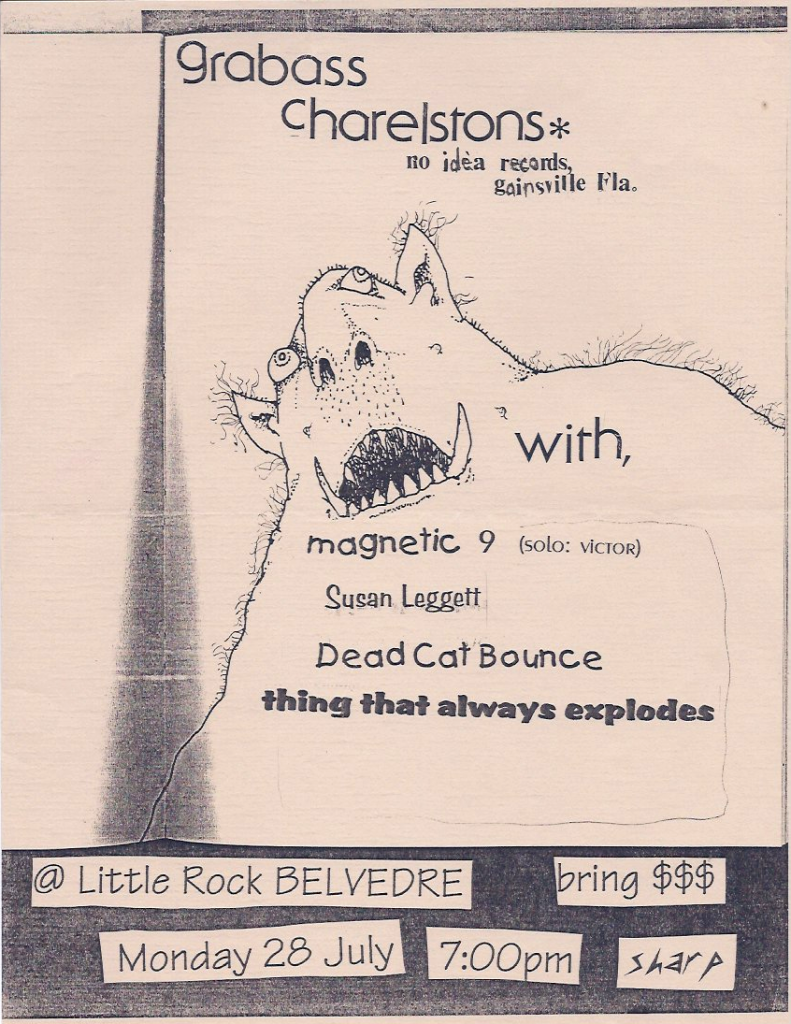 grabass
charelstons*
no idèa records,
gainsville Fla.
with,
magnetic 9 (solo: VICTOR)
Susan Leggett
Dead Cat Bounce
thing that always explodes
@ Little Rock BELVEDRE
bring $$$
Monday 28 July
7:00pm
sharp